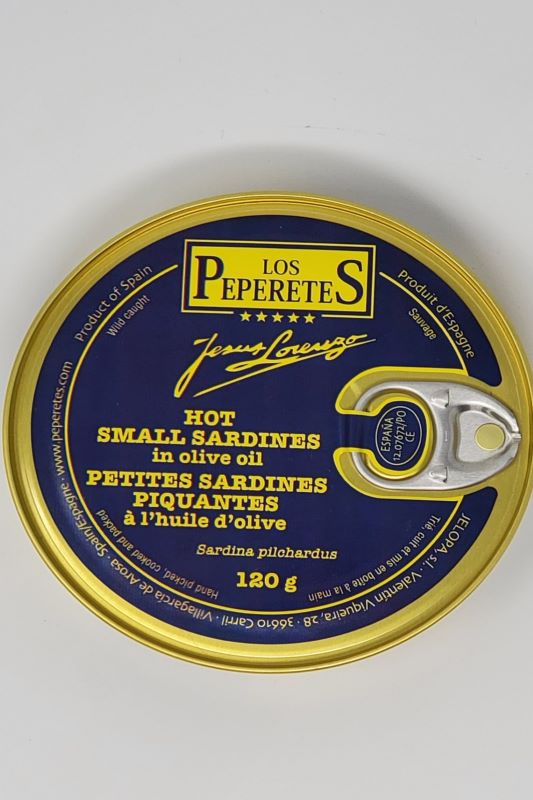 LOS
PEPERETES
Jesus Lorenzo
HOT
SMALL SARDINES
in olive oil
PETITES SARDINES
PIQUANTES
à l'huile d'olive
Sardina pilchardus
120 g
Product of Spain
Wild caught
Produit d'Espagne
Sauvage
ESPAÑA
12.07672/PO
CE
Hand picked, cooked and packed
Trié, cuit et mis en boîte à la main
JELOPA, s.l. · Valentín Viqueira, 28 · 36610 Carril · Villagarcía de Arosa · Spain/Espagne · www.peperetes.com